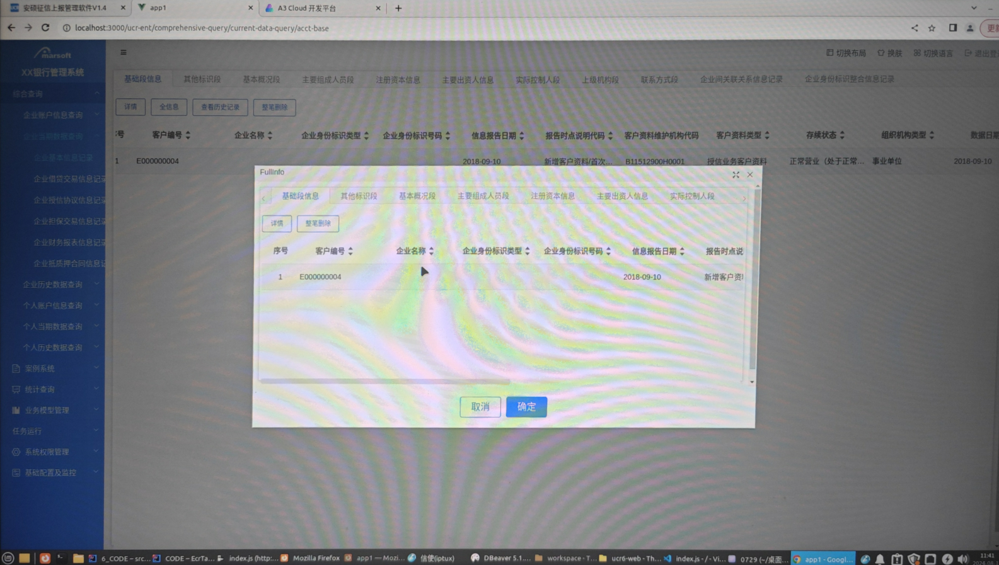 安硕征信上报管理软件V1.4
app1
A3 Cloud 开发平台
localhost:3000/ucr-ent/comprehensive-query/current-data-query/acct-base
更新
marsoft
XX银行管理系统
切换布局 换肤 切换语言 退出登
综合查询
企业账户信息查询
企业当期数据查询
企业基本信息记录
企业借贷交易信息记录
企业授信协议信息记录
企业担保交易信息记录
企业财务报表信息记录
企业抵质押合同信息记
企业历史数据查询
个人账户信息查询
个人当期数据查询
个人历史数据查询
案例系统
统计查询
业务模型管理
任务运行
系统权限管理
基础配置及监控
基础段信息 其他标识段 基本概况段 主要组成人员段 注册资本信息 主要出资人信息 实际控制人段 上级机构段 联系方式段 企业间关联关系信息记录 企业身份标识整合信息记录
详情 全信息 查看历史记录 整笔删除
号 客户编号 企业名称 企业身份标识类型 企业身份标识号码 信息报告日期 报告时点说明代码 客户资料维护机构代码 客户资料类型 存续状态 组织机构类型 数据日期
1 E000000004 2018-09-10 新增客户资料/首次... B11512900H0001 授信业务客户资料 正常营业（处于正常... 事业单位 2018-09-10
FullInfo
基础段信息 其他标识段 基本概况段 主要组成人员段 注册资本信息 主要出资人信息 实际控制人段
详情 整笔删除
序号 客户编号 企业名称 企业身份标识类型 企业身份标识号码 信息报告日期 报告时点说
1 E000000004 2018-09-10 新增客户资
取消 确定
6_CODE – src... CODE – EcrTa... index.js (http:... Mozilla Firefox app1 — Mozi... 信使(iptux) DBeaver 5.1.... workspace - T... ucr6-web - Th... index.js - / - Vi... 0729 (~/桌面... app1 - Googl...
11:41